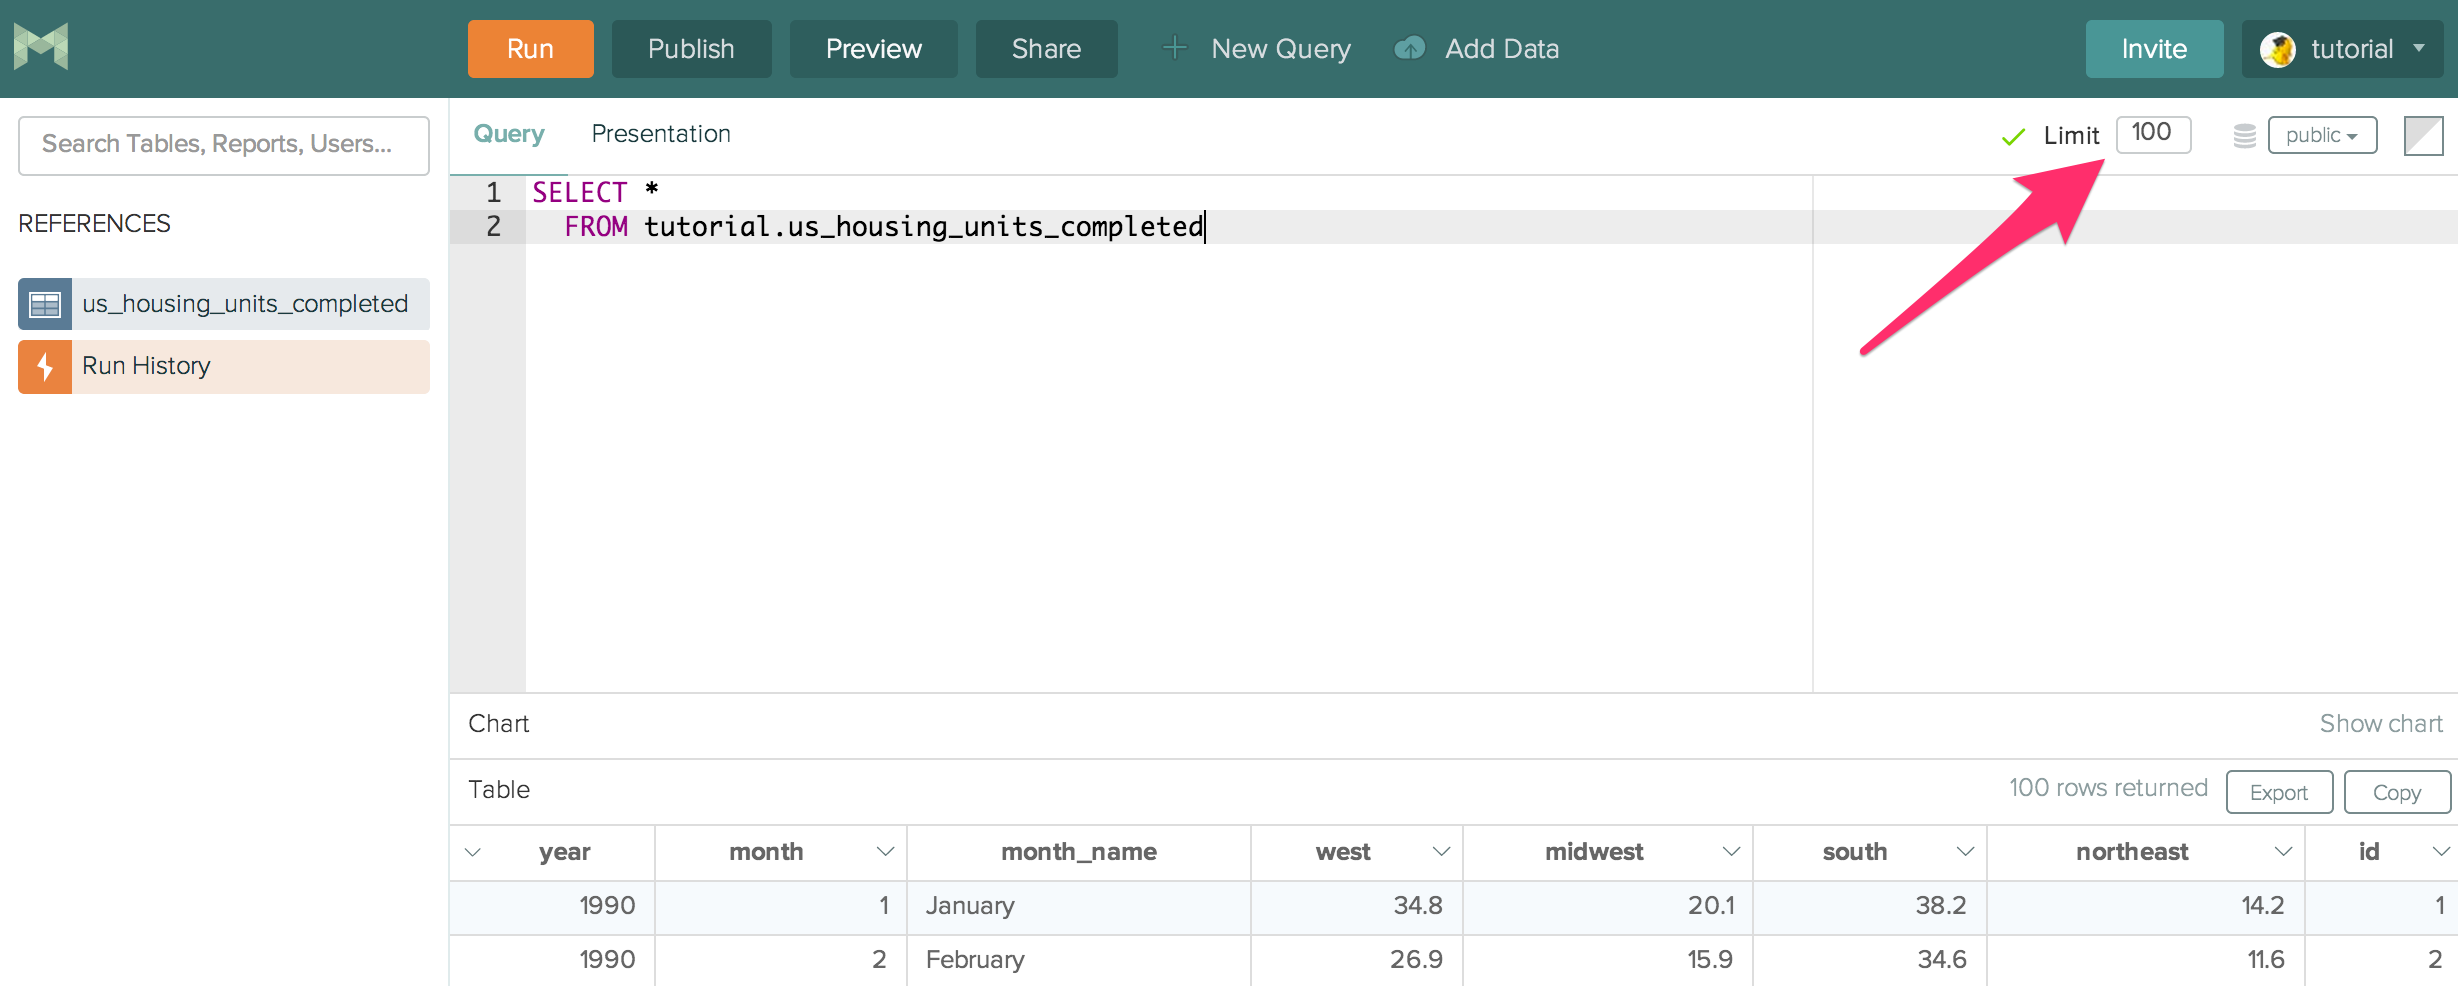 Run Publish Preview Share New Query Add Data Invite tutorial
Search Tables, Reports, Users...
REFERENCES
us_housing_units_completed
Run History
Query Presentation Limit 100 public
1 SELECT *
2 FROM tutorial.us_housing_units_completed
Chart Show chart
Table 100 rows returned Export Copy
year month month_name west midwest south northeast id
1990 1 January 34.8 20.1 38.2 14.2 1
1990 2 February 26.9 15.9 34.6 11.6 2